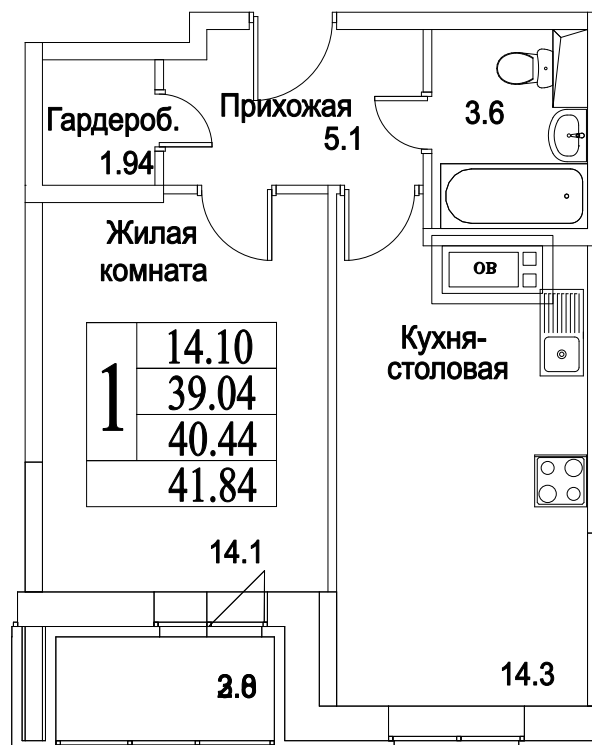 Гардероб.
1.94
Прихожая
5.1
3.6
Жилая
комната
ОВ
Кухня-
столовая
1
14.10
39.04
40.44
41.84
14.1
14.3